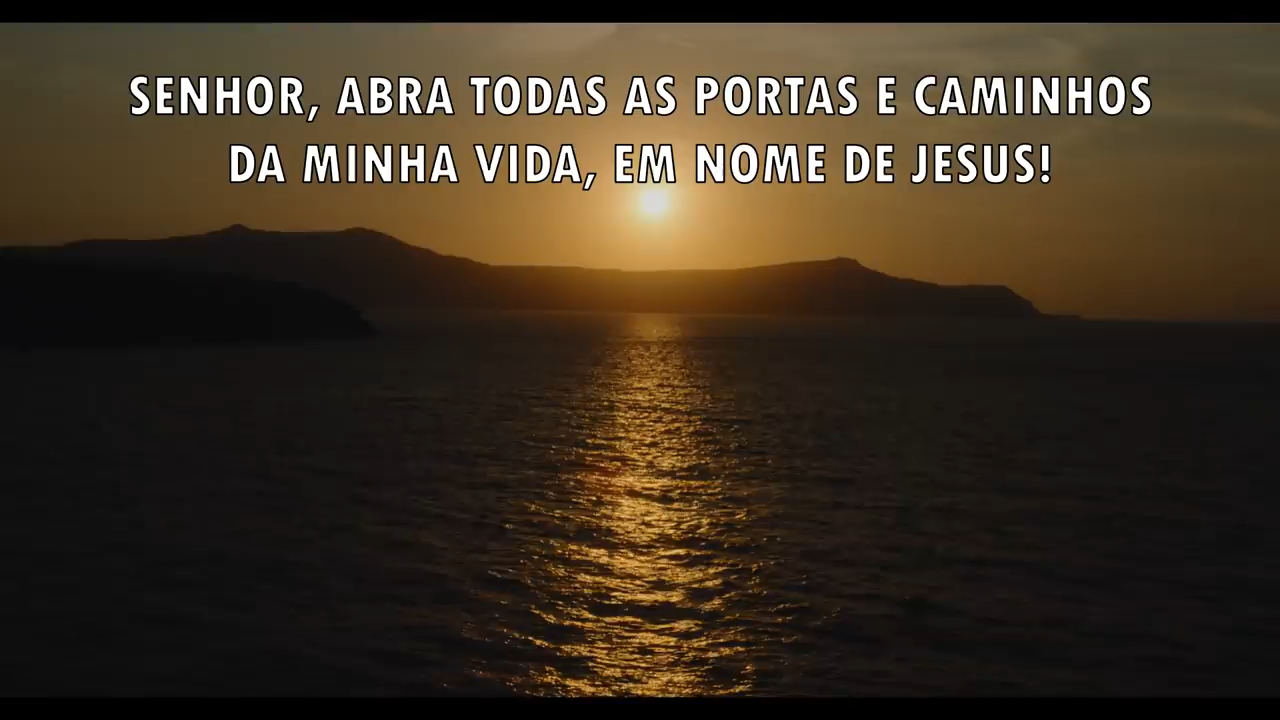 SENHOR, ABRA TODAS AS PORTAS E CAMINHOS
DA MINHA VIDA, EM NOME DE JESUS!